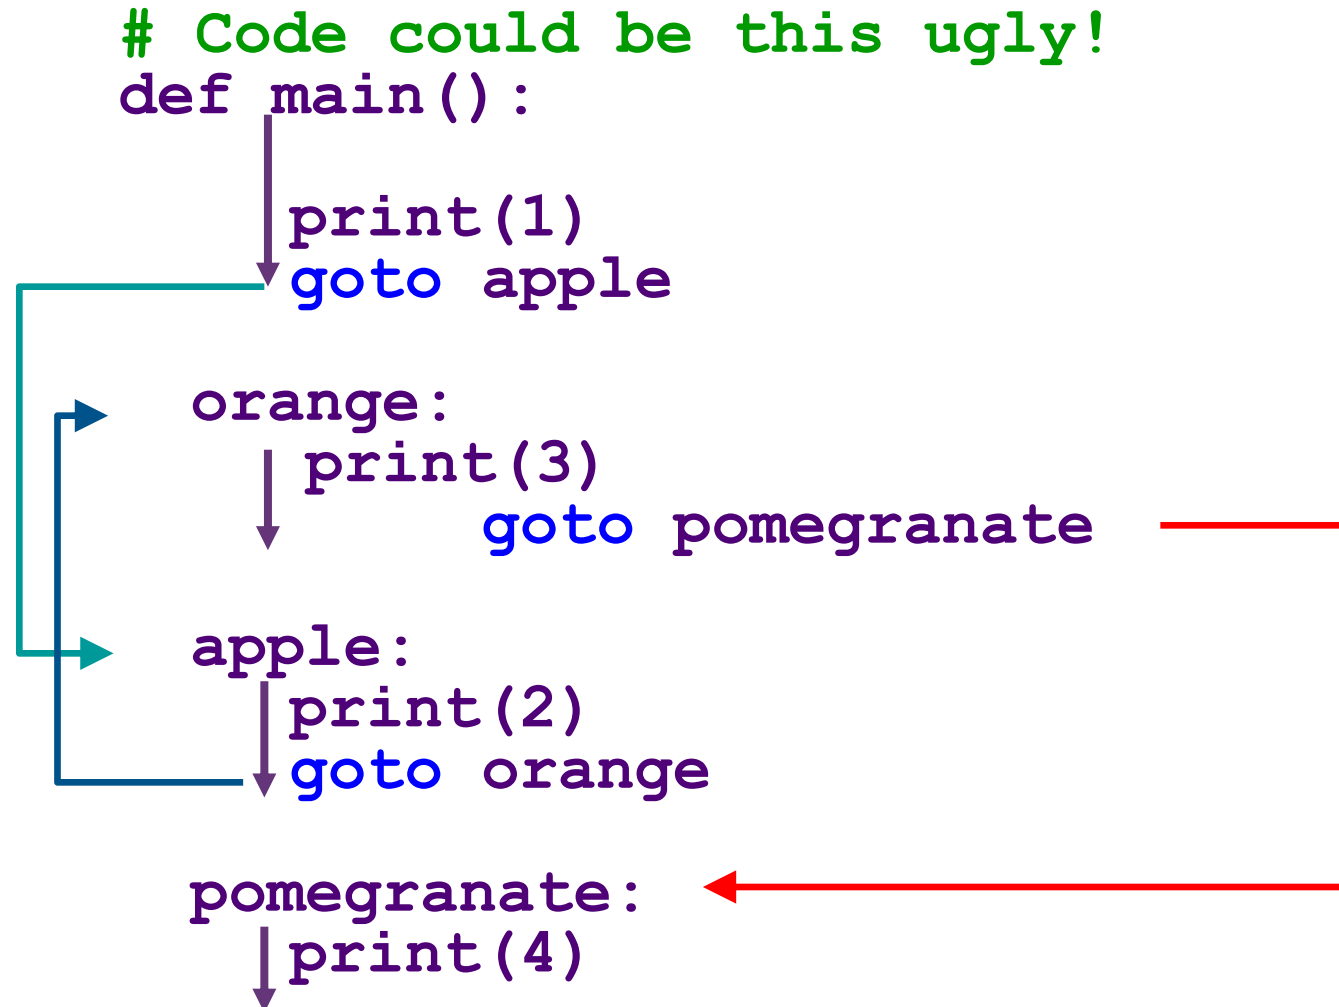 # Code could be this ugly!
def main():
print(1)
goto apple
orange:
print(3)
goto pomegranate
apple:
print(2)
goto orange
pomegranate:
print(4)